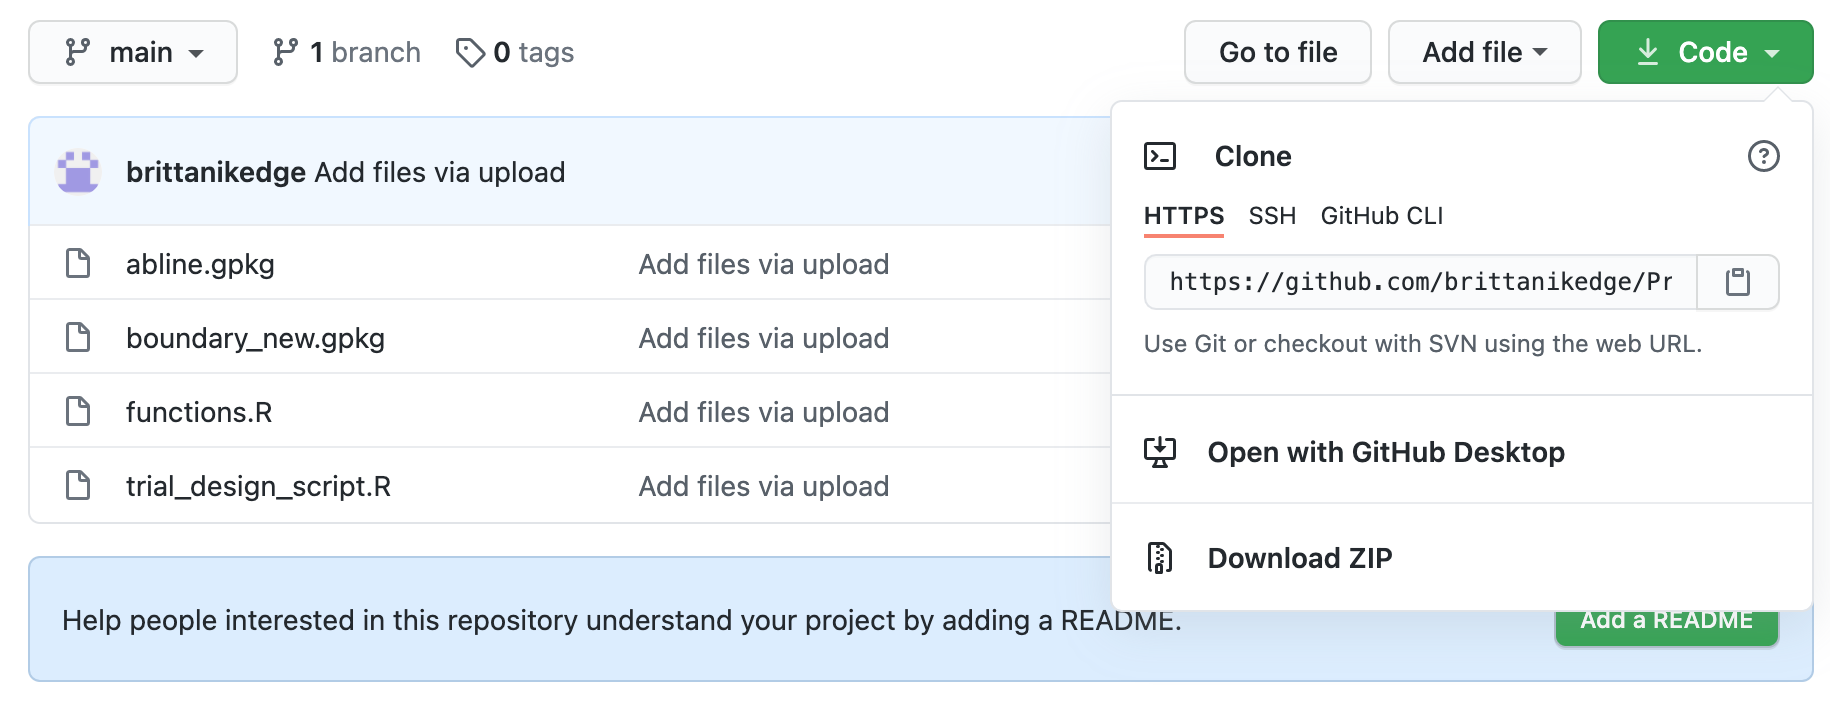 main 1 branch 0 tags Go to file Add file Code
brittanikedge Add files via upload
Clone
HTTPS SSH GitHub CLI
https://github.com/brittanikedge/Pr
Use Git or checkout with SVN using the web URL.
Open with GitHub Desktop
Download ZIP
abline.gpkg Add files via upload
boundary_new.gpkg Add files via upload
functions.R Add files via upload
trial_design_script.R Add files via upload
Help people interested in this repository understand your project by adding a README.
Add a README